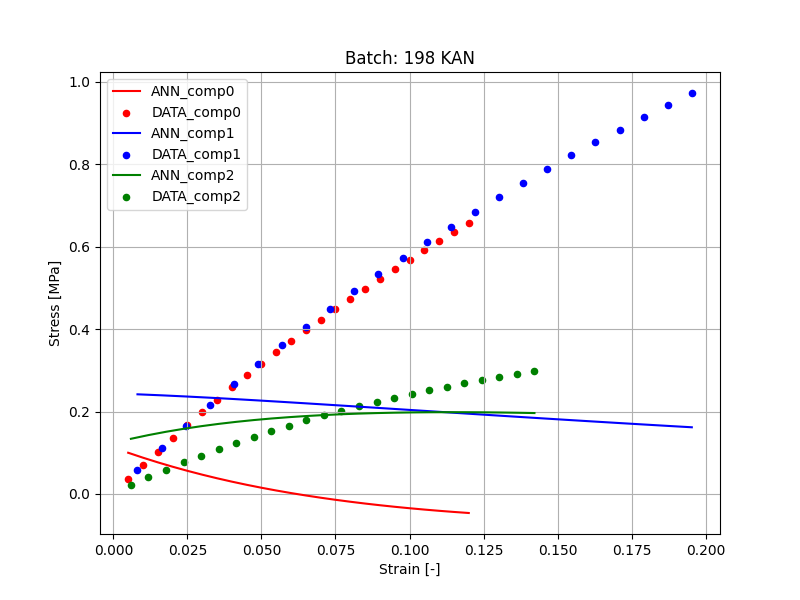 Batch: 198 KAN
ANN_comp0
DATA_comp0
ANN_comp1
DATA_comp1
ANN_comp2
DATA_comp2
1.0
0.8
0.6
0.4
0.2
0.0
Stress [MPa]
0.000 0.025 0.050 0.075 0.100 0.125 0.150 0.175 0.200
Strain [-]